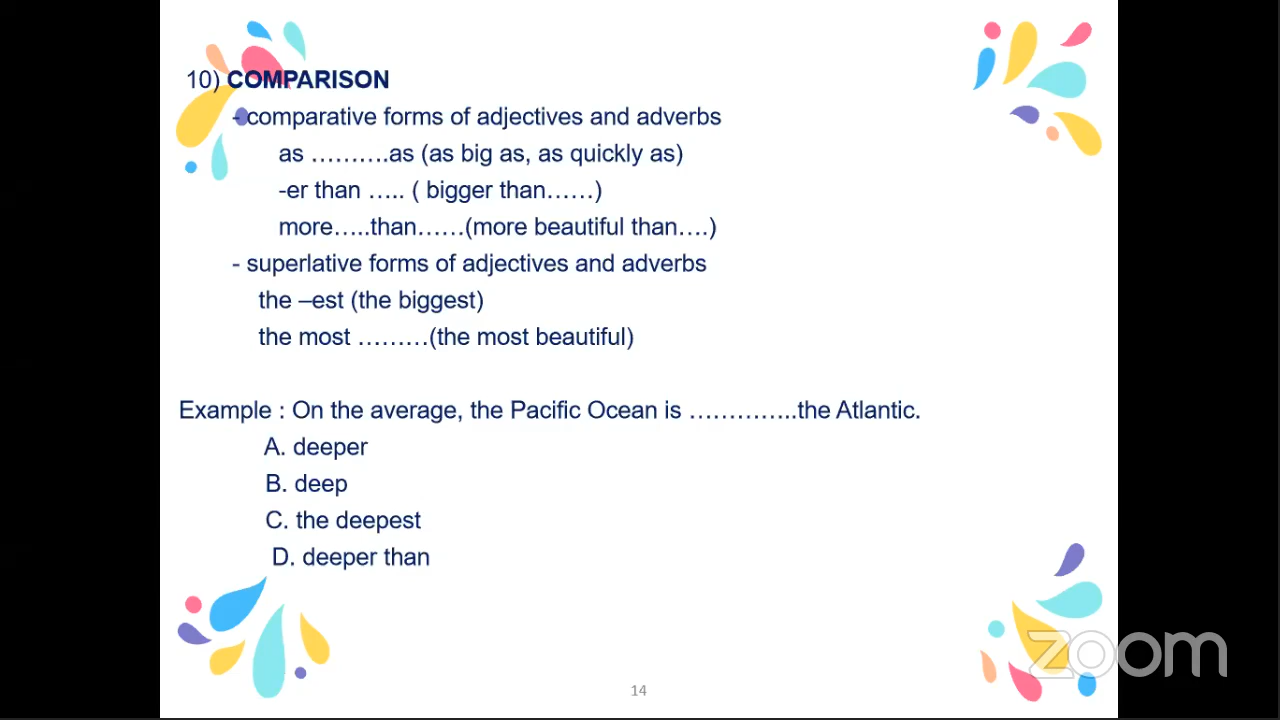 10) COMPARISON
- comparative forms of adjectives and adverbs
as ……….as (as big as, as quickly as)
-er than ….. ( bigger than……)
more…..than……(more beautiful than….)
- superlative forms of adjectives and adverbs
the –est (the biggest)
the most ………(the most beautiful)
Example : On the average, the Pacific Ocean is …………..the Atlantic.
A. deeper
B. deep
C. the deepest
D. deeper than
zoom
14